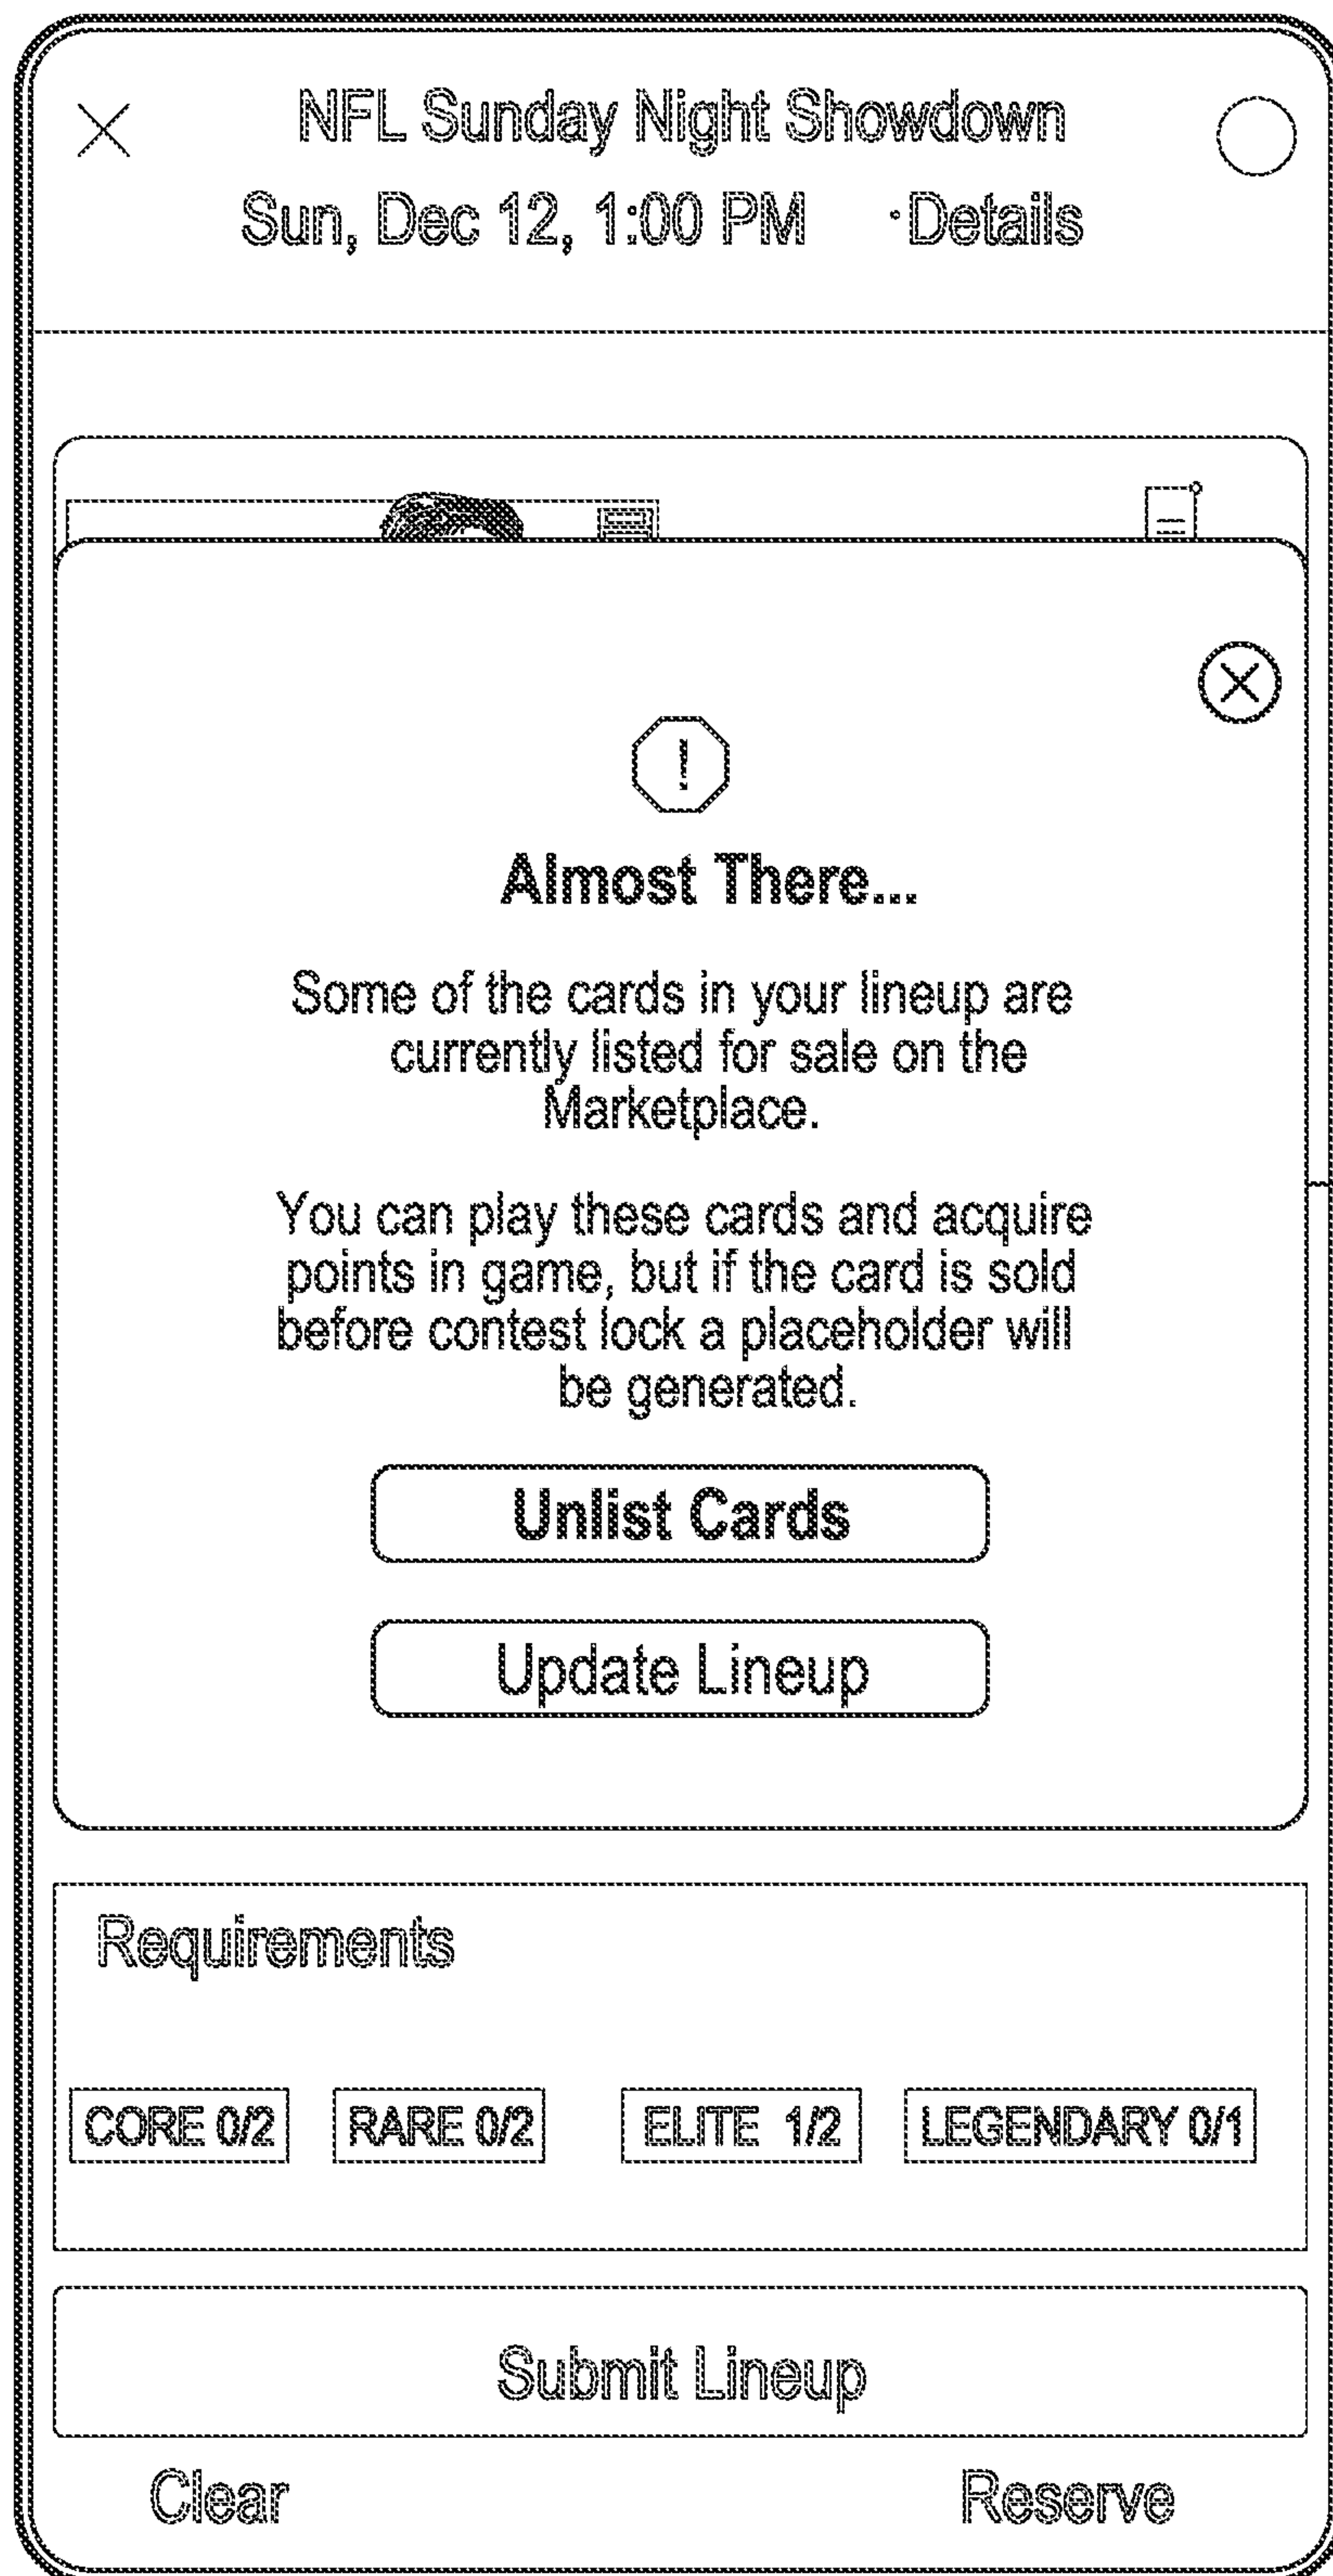 NFL Sunday Night Showdown
Sun, Dec 12, 1:00 PM ·Details
!
Almost There...
Some of the cards in your lineup are
currently listed for sale on the
Marketplace.
You can play these cards and acquire
points in game, but if the card is sold
before contest lock a placeholder will
be generated.
Unlist Cards
Update Lineup
Requirements
CORE 0/2 RARE 0/2 ELITE 1/2 LEGENDARY 0/1
Submit Lineup
Clear Reserve